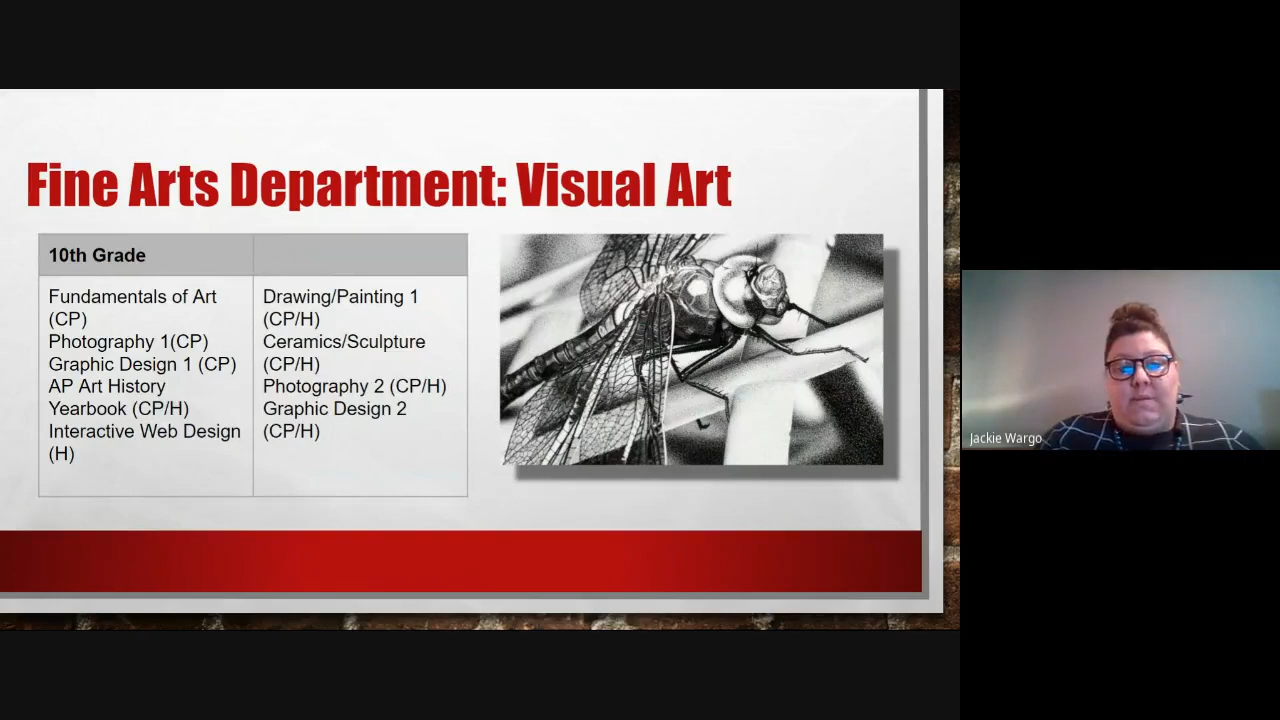 Fine Arts Department: Visual Art
10th Grade
Fundamentals of Art
(CP)
Photography 1(CP)
Graphic Design 1 (CP)
AP Art History
Yearbook (CP/H)
Interactive Web Design
(H)
Drawing/Painting 1
(CP/H)
Ceramics/Sculpture
(CP/H)
Photography 2 (CP/H)
Graphic Design 2
(CP/H)
Jackie Wargo